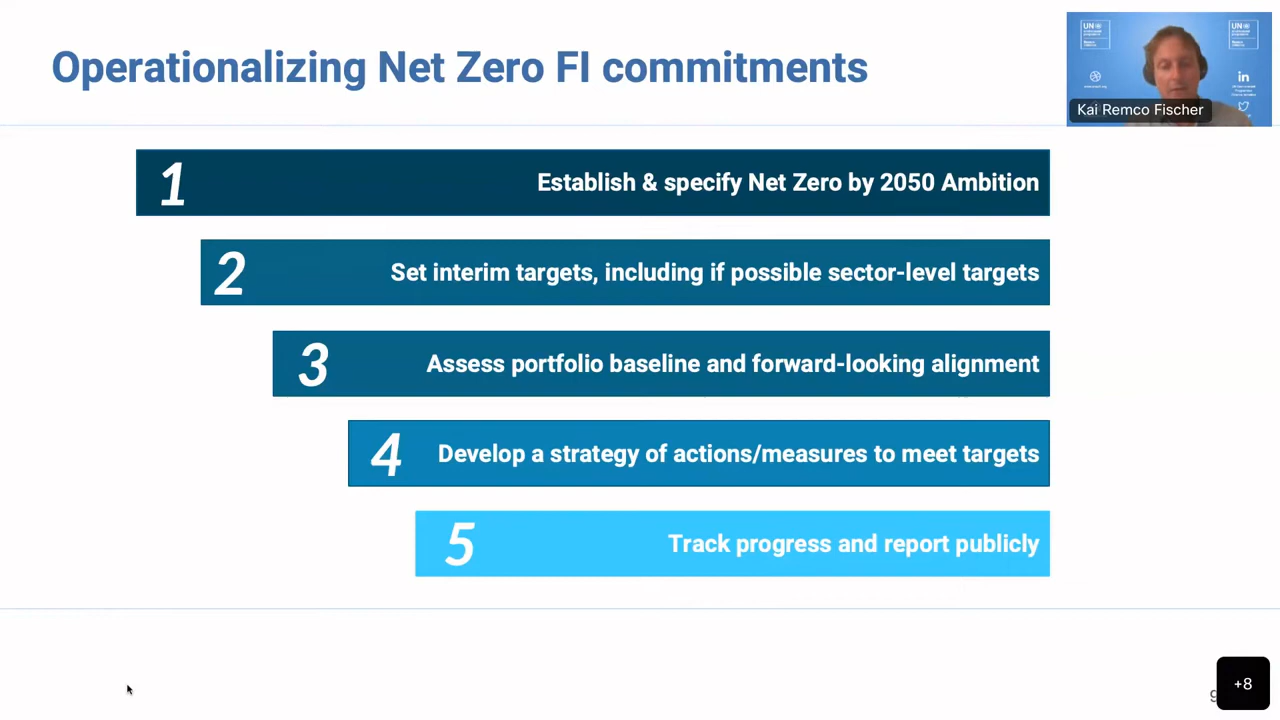 Operationalizing Net Zero FI commitments
UN
UN
Kai Remco Fischer
1
Establish & specify Net Zero by 2050 Ambition
2
Set interim targets, including if possible sector-level targets
3
Assess portfolio baseline and forward-looking alignment
4
Develop a strategy of actions/measures to meet targets
5
Track progress and report publicly
+8